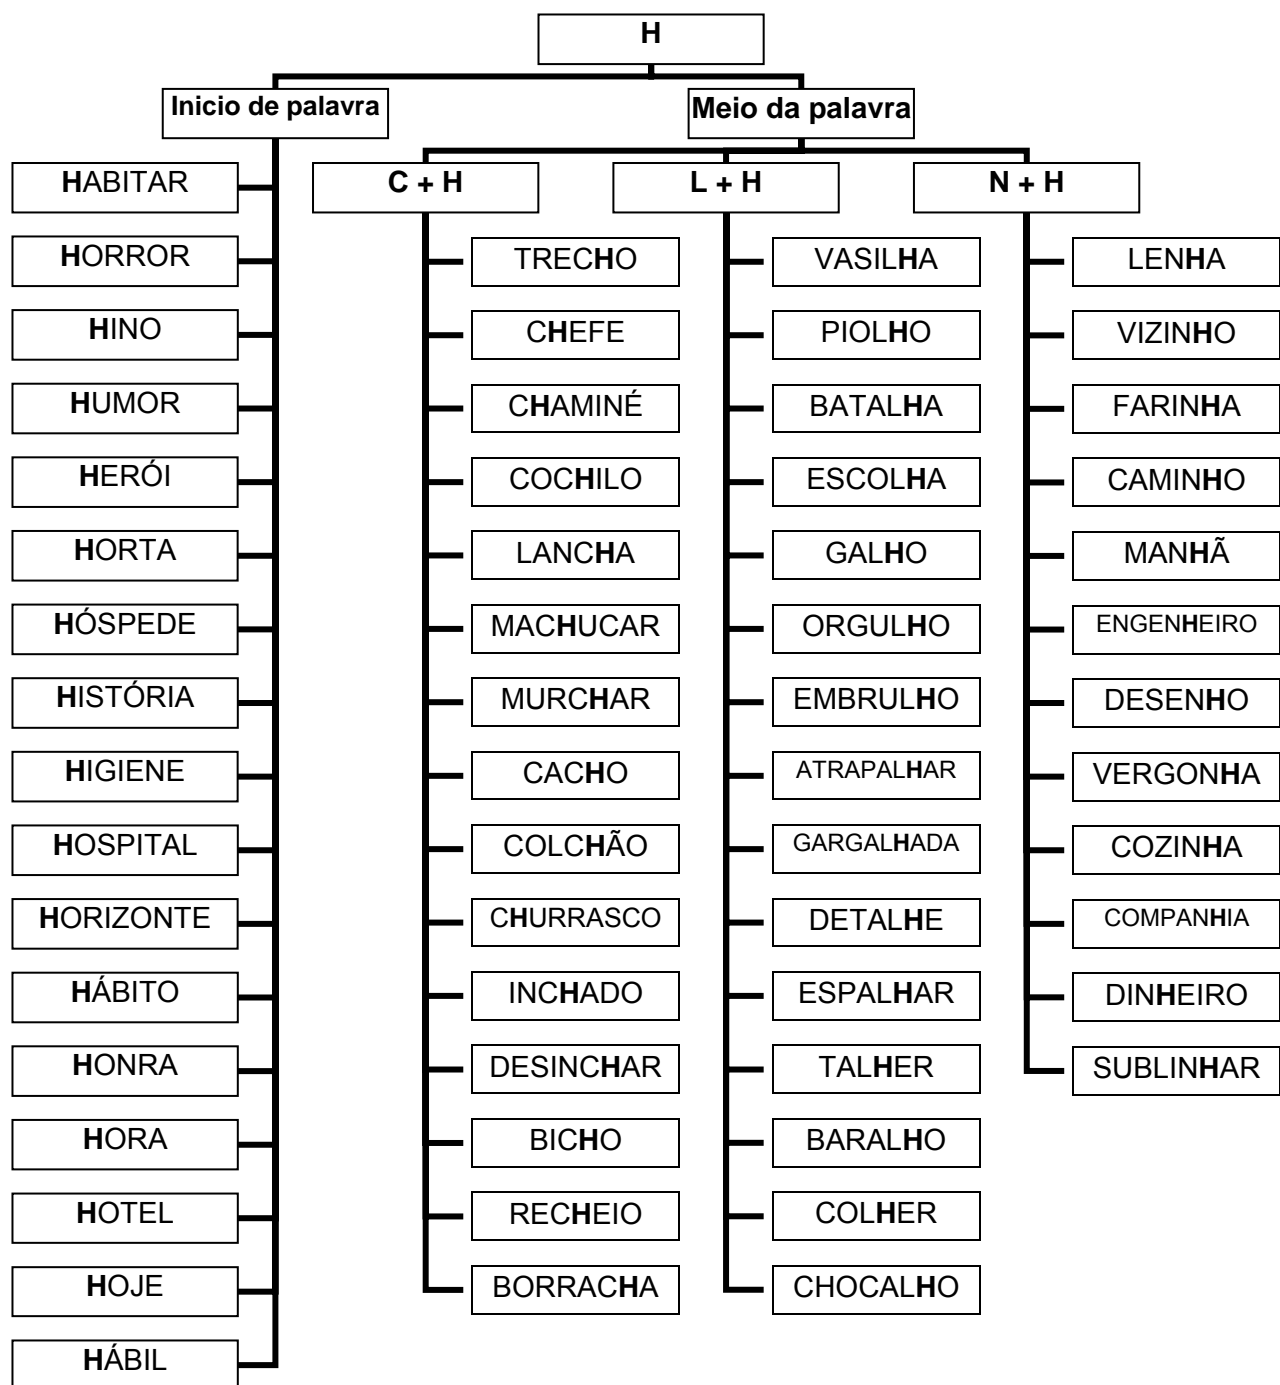 H
Inicio de palavra
Meio da palavra
HABITAR
HORROR
HINO
HUMOR
HERÓI
HORTA
HÓSPEDE
HISTÓRIA
HIGIENE
HOSPITAL
HORIZONTE
HÁBITO
HONRA
HORA
HOTEL
HOJE
HÁBIL
C + H
TRECHO
CHEFE
CHAMINÉ
COCHILO
LANCHA
MACHUCAR
MURCHAR
CACHO
COLCHÃO
CHURRASCO
INCHADO
DESINCHAR
BICHO
RECHEIO
BORRACHA
L + H
VASILHA
PIOLHO
BATALHA
ESCOLHA
GALHO
ORGULHO
EMBRULHO
ATRAPALHAR
GARGALHADA
DETALHE
ESPALHAR
TALHER
BARALHO
COLHER
CHOCALHO
N + H
LENHA
VIZINHO
FARINHA
CAMINHO
MANHÃ
ENGENHEIRO
DESENHO
VERGONHA
COZINHA
COMPANHIA
DINHEIRO
SUBLINHAR